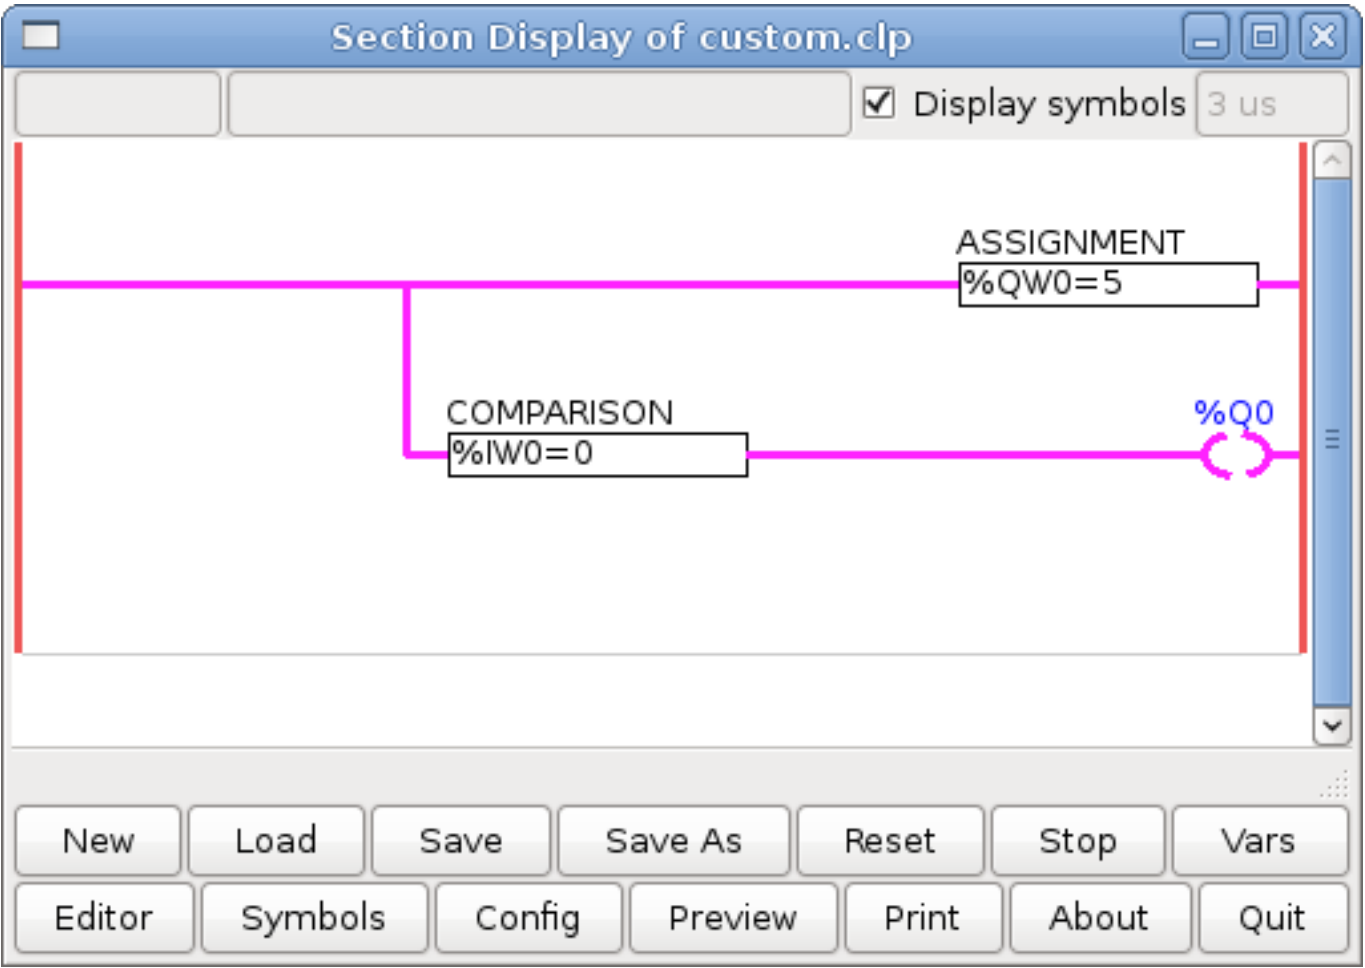 Section Display of custom.clp
Display symbols 3 us
ASSIGNMENT
%QW0=5
COMPARISON %Q0
%IW0=0
New Load Save Save As Reset Stop Vars
Editor Symbols Config Preview Print About Quit